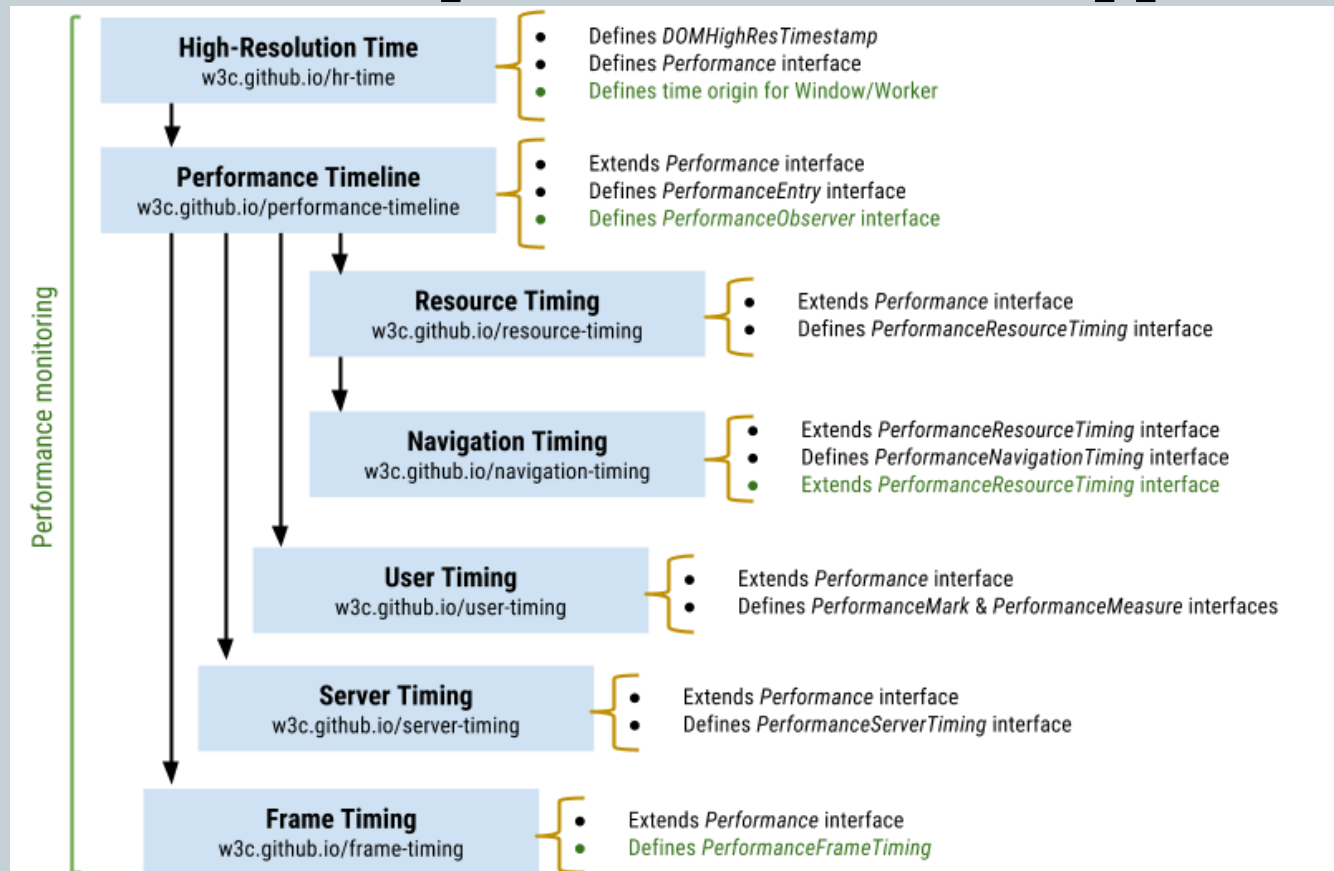 High-Resolution Time
w3c.github.io/hr-time
● Defines DOMHighResTimestamp
● Defines Performance interface
● Defines time origin for Window/Worker
Performance Timeline
w3c.github.io/performance-timeline
● Extends Performance interface
● Defines PerformanceEntry interface
● Defines PerformanceObserver interface
Performance monitoring
Resource Timing
w3c.github.io/resource-timing
● Extends Performance interface
● Defines PerformanceResourceTiming interface
Navigation Timing
w3c.github.io/navigation-timing
● Extends PerformanceResourceTiming interface
● Defines PerformanceNavigationTiming interface
● Extends PerformanceResourceTiming interface
User Timing
w3c.github.io/user-timing
● Extends Performance interface
● Defines PerformanceMark & PerformanceMeasure interfaces
Server Timing
w3c.github.io/server-timing
● Extends Performance interface
● Defines PerformanceServerTiming interface
Frame Timing
w3c.github.io/frame-timing
● Extends Performance interface
● Defines PerformanceFrameTiming